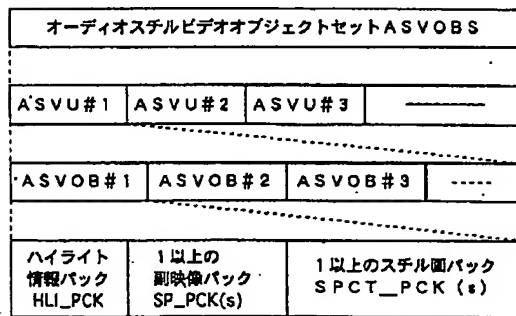 オーディオスチルビデオオブジェクトセットASVOBS
ASVU#1 ASVU#2 ASVU#3
ASVOB#1 ASVOB#2 ASVOB#3
ハイライト
情報パック
HLI_PCK
1以上の
副映像パック
SP_PCK(s)
1以上のスチル画パック
SPCT__PCK (s)